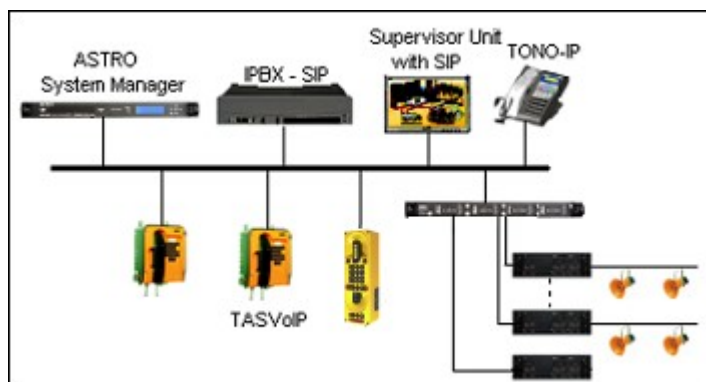 ASTRO
System Manager
IPBX - SIP
Supervisor Unit
with SIP
TONO-IP
TASVoIP